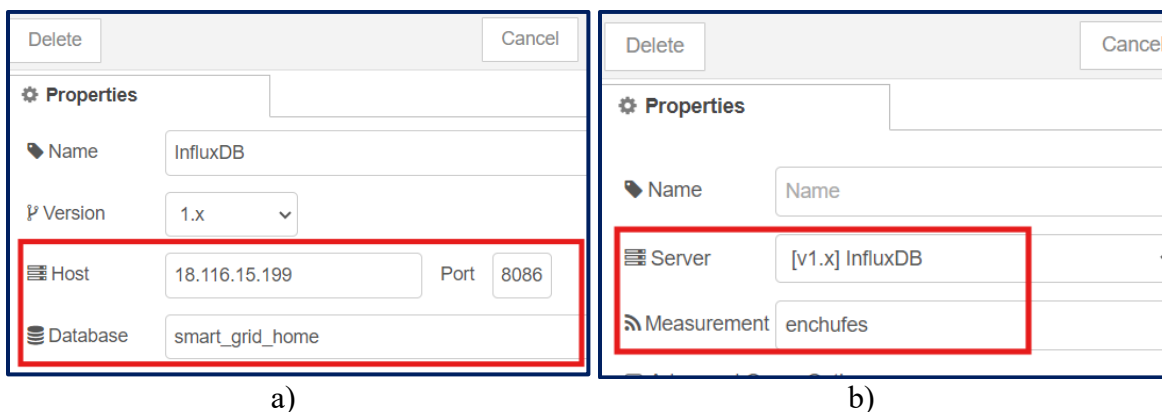 Delete
Cancel
Properties
Name
InfluxDB
Version
1.x
Host
18.116.15.199
Port
8086
Database
smart_grid_home
a)
Delete
Cancel
Properties
Name
Name
Server
[v1.x] InfluxDB
Measurement
enchufes
b)